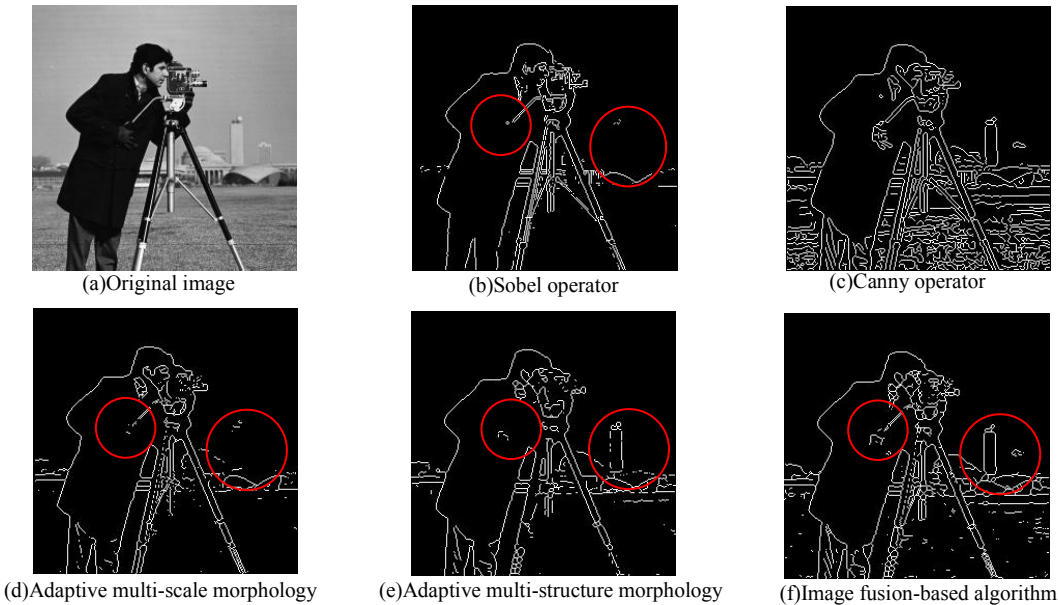 (a)Original image
(b)Sobel operator
(c)Canny operator
(d)Adaptive multi-scale morphology
(e)Adaptive multi-structure morphology
(f)Image fusion-based algorithm